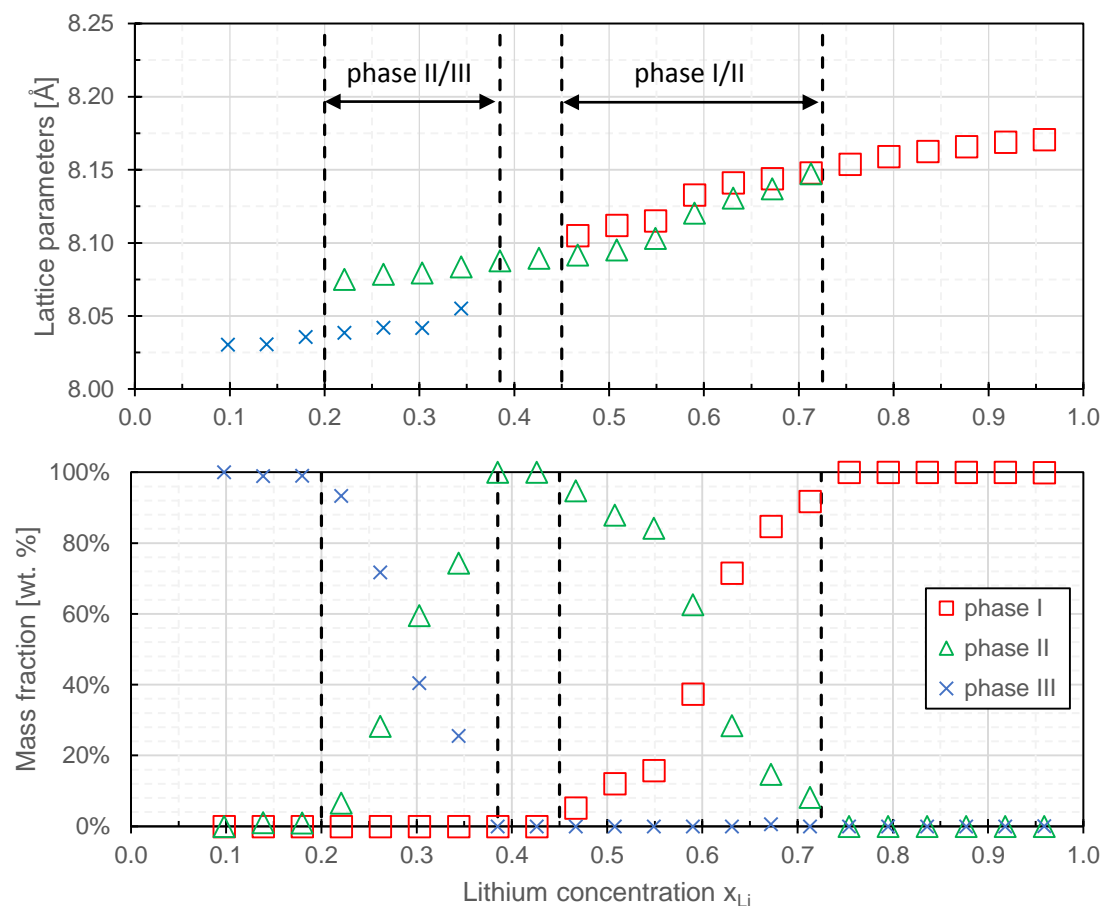 8.25
8.20
8.15
8.10
8.05
8.00
Lattice parameters [Å]
phase II/III
phase I/II
0.0 0.1 0.2 0.3 0.4 0.5 0.6 0.7 0.8 0.9 1.0
100%
80%
60%
40%
20%
0%
Mass fraction [wt. %]
phase I
phase II
phase III
0.0 0.1 0.2 0.3 0.4 0.5 0.6 0.7 0.8 0.9 1.0
Lithium concentration xLi